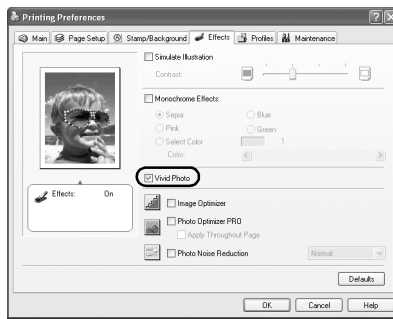 Printing Preferences
Main Page Setup Stamp/Background Effects Profiles Maintenance
Simulate Illustration
Contrast:
Monochrome Effects:
Sepia Blue
Pink Green
Select Color 1
Color:
Vivid Photo
Effects: On
Image Optimizer
Photo Optimizer PRO
Apply Throughout Page
Photo Noise Reduction Normal
Defaults
OK Cancel Help